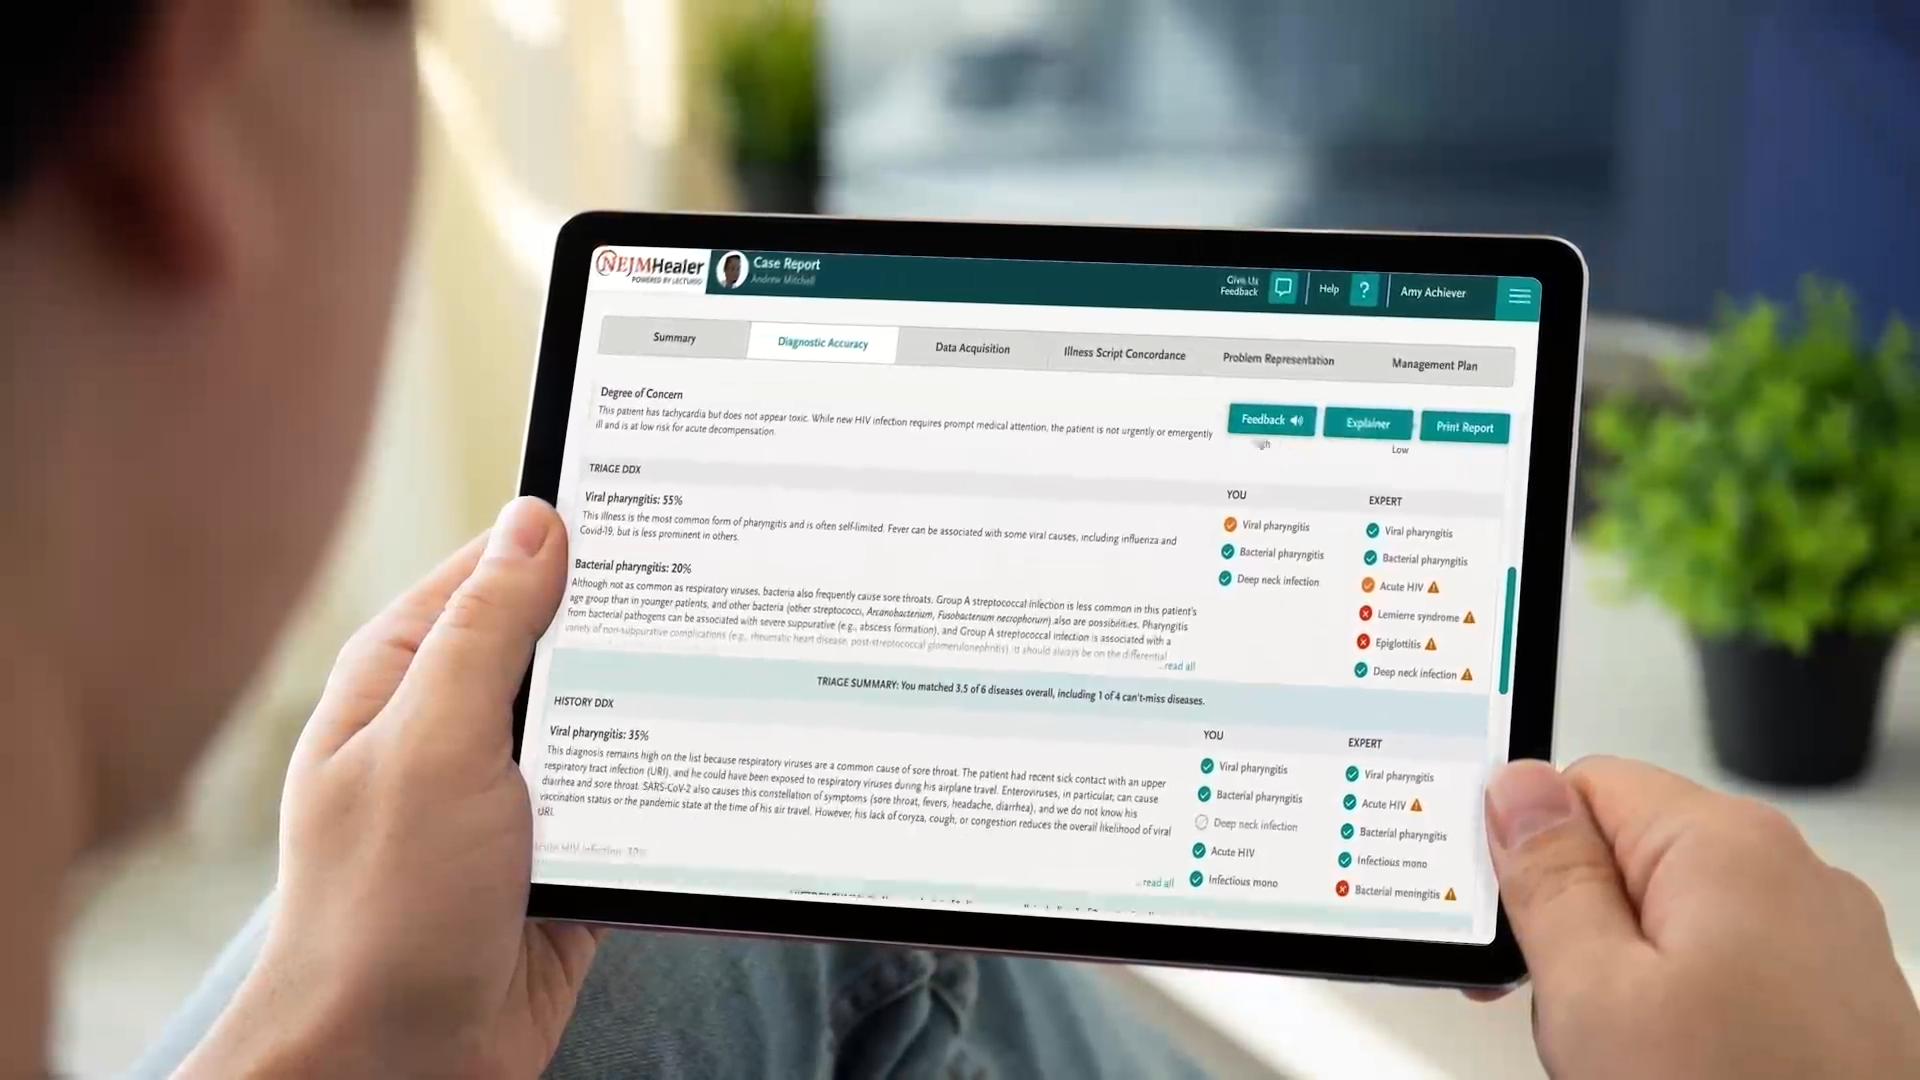 NEJMHealer
POWERED BY LECTURIO
Case Report
Andrew Mitchell
Give Us
Feedback
Help
?
Amy Achiever
Summary
Diagnostic Accuracy
Data Acquisition
Illness Script Concordance
Problem Representation
Management Plan
Degree of Concern
This patient has tachycardia but does not appear toxic. While new HIV infection requires prompt medical attention, the patient is not urgently or emergently
ill and is at low risk for acute decompensation.
Feedback
Explainer
Print Report
Low
TRIAGE DDX
YOU
EXPERT
Viral pharyngitis: 55%
This illness is the most common form of pharyngitis and is often self-limited. Fever can be associated with some viral causes, including influenza and
Covid-19, but is less prominent in others.
Bacterial pharyngitis: 20%
Although not as common as respiratory viruses, bacteria also frequently cause sore throats. Group A streptococcal infection is less common in this patient's
age group than in younger patients, and other bacteria (other streptococci, Arcanobacterium, Fusobacterium necrophorum) also are possibilities. Pharyngitis
from bacterial pathogens can be associated with severe suppurative (e.g., abscess formation), and Group A streptococcal infection is associated with a
variety of non-suppurative complications (e.g., rheumatic heart disease, post-streptococcal glomerulonephritis). It should always be on the differential
...read all
Viral pharyngitis
Bacterial pharyngitis
Deep neck infection
Viral pharyngitis
Bacterial pharyngitis
Acute HIV
Lemierre syndrome
Epiglottitis
Deep neck infection
TRIAGE SUMMARY: You matched 3.5 of 6 diseases overall, including 1 of 4 can't-miss diseases.
HISTORY DDX
YOU
EXPERT
Viral pharyngitis: 35%
This diagnosis remains high on the list because respiratory viruses are a common cause of sore throat. The patient had recent sick contact with an upper
respiratory tract infection (URI), and he could have been exposed to respiratory viruses during his airplane travel. Enteroviruses, in particular, can cause
diarrhea and sore throat. SARS-CoV-2 also causes this constellation of symptoms (sore throat, fevers, headache, diarrhea), and we do not know his
vaccination status or the pandemic state at the time of his air travel. However, his lack of coryza, cough, or congestion reduces the overall likelihood of viral
URI.
...read all
Viral pharyngitis
Bacterial pharyngitis
Deep neck infection
Acute HIV
Infectious mono
Viral pharyngitis
Acute HIV
Bacterial pharyngitis
Infectious mono
Bacterial meningitis